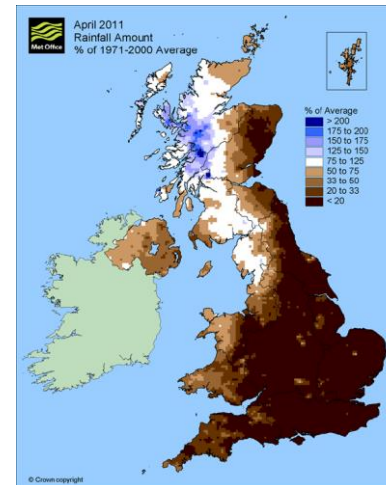 Met Office
April 2011
Rainfall Amount
% of 1971-2000 Average
% of Average
> 200
175 to 200
150 to 175
125 to 150
75 to 125
50 to 75
33 to 50
20 to 33
< 20
© Crown copyright